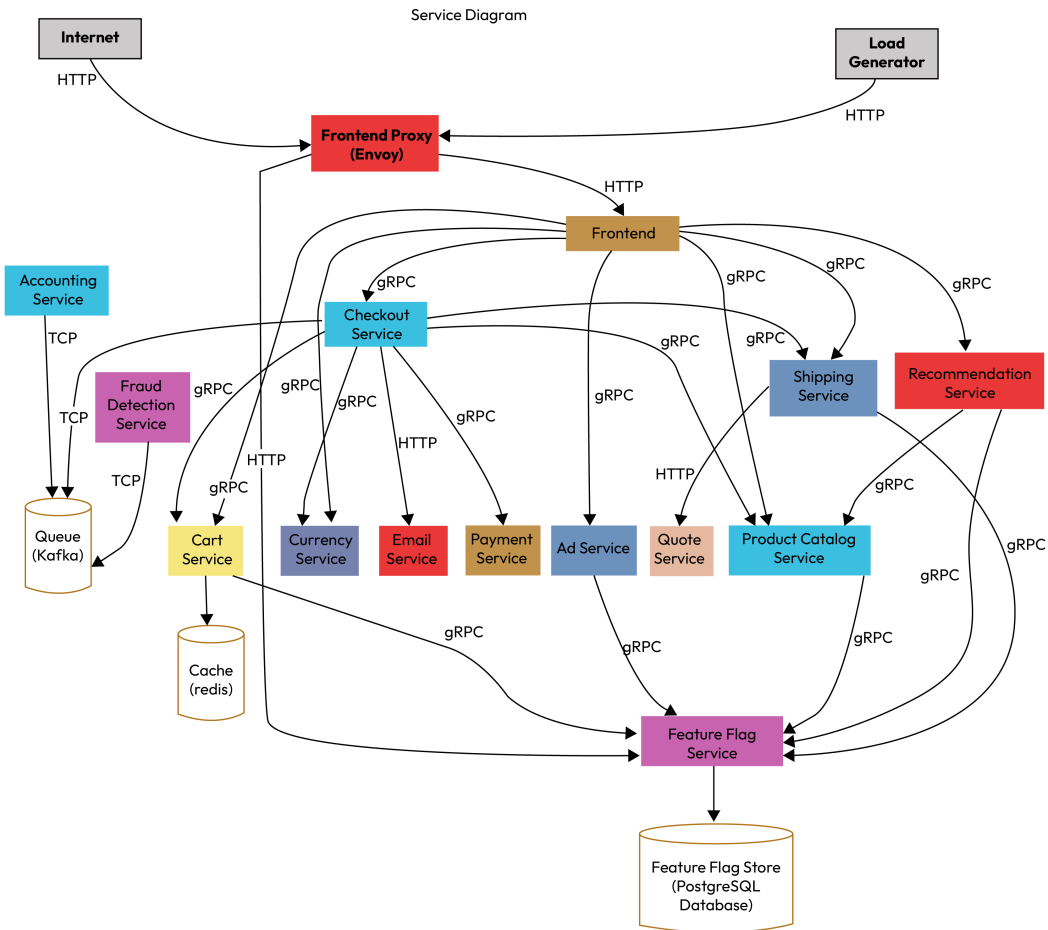 Service Diagram
Internet
Load
Generator
HTTP
HTTP
Frontend Proxy
(Envoy)
HTTP
Frontend
Accounting
Service
gRPC
gRPC
gRPC
gRPC
Checkout
Service
TCP
gRPC
gRPC
Shipping
Service
Recommendation
Service
Fraud
Detection
Service
gRPC
gRPC
gRPC
gRPC
TCP
gRPC
HTTP
HTTP
HTTP
TCP
gRPC
gRPC
Queue
(Kafka)
Cart
Service
Currency
Service
Email
Service
Payment
Service
Ad Service
Quote
Service
Product Catalog
Service
gRPC
gRPC
gRPC
gRPC
gRPC
Cache
(redis)
Feature Flag
Service
Feature Flag Store
(PostgreSQL
Database)